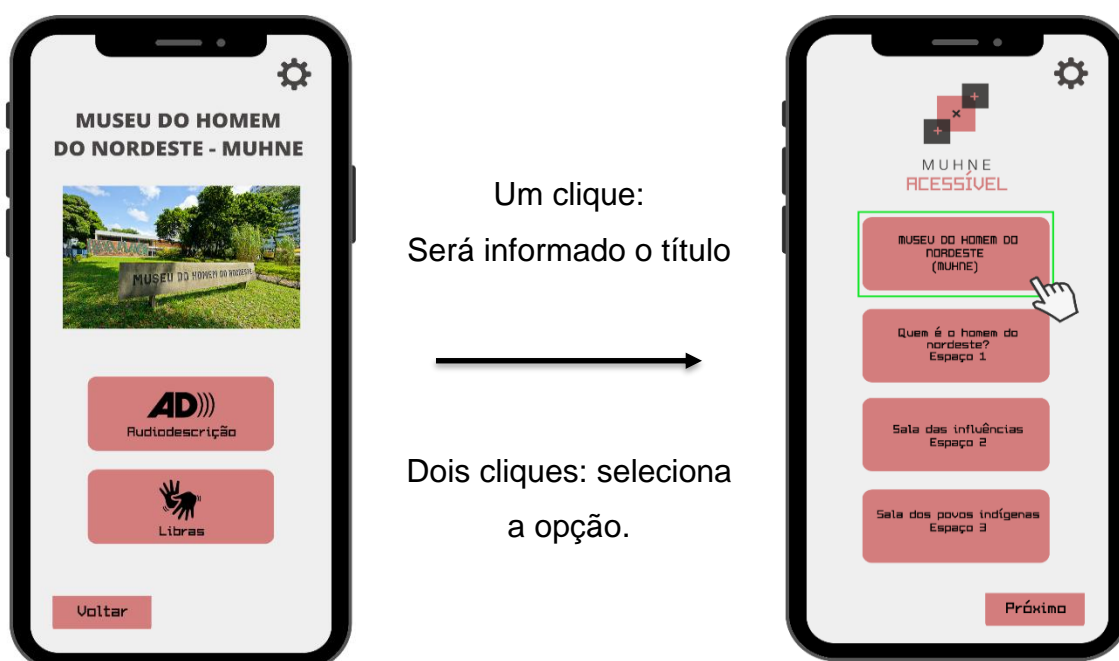 MUSEU DO HOMEM
DO NORDESTE - MUHNE
MUSEU DO HOMEM DO NORDESTE
AD
Audiodescrição
Libras
Voltar
Um clique:
Será informado o título
Dois cliques: seleciona
a opção.
MUHNE
ACESSÍVEL
MUSEU DO HOMEM DO
NORDESTE
(MUHNE)
Quem é o homem do
nordeste?
Espaço 1
Sala das influências
Espaço 2
Sala dos povos indígenas
Espaço 3
Próximo